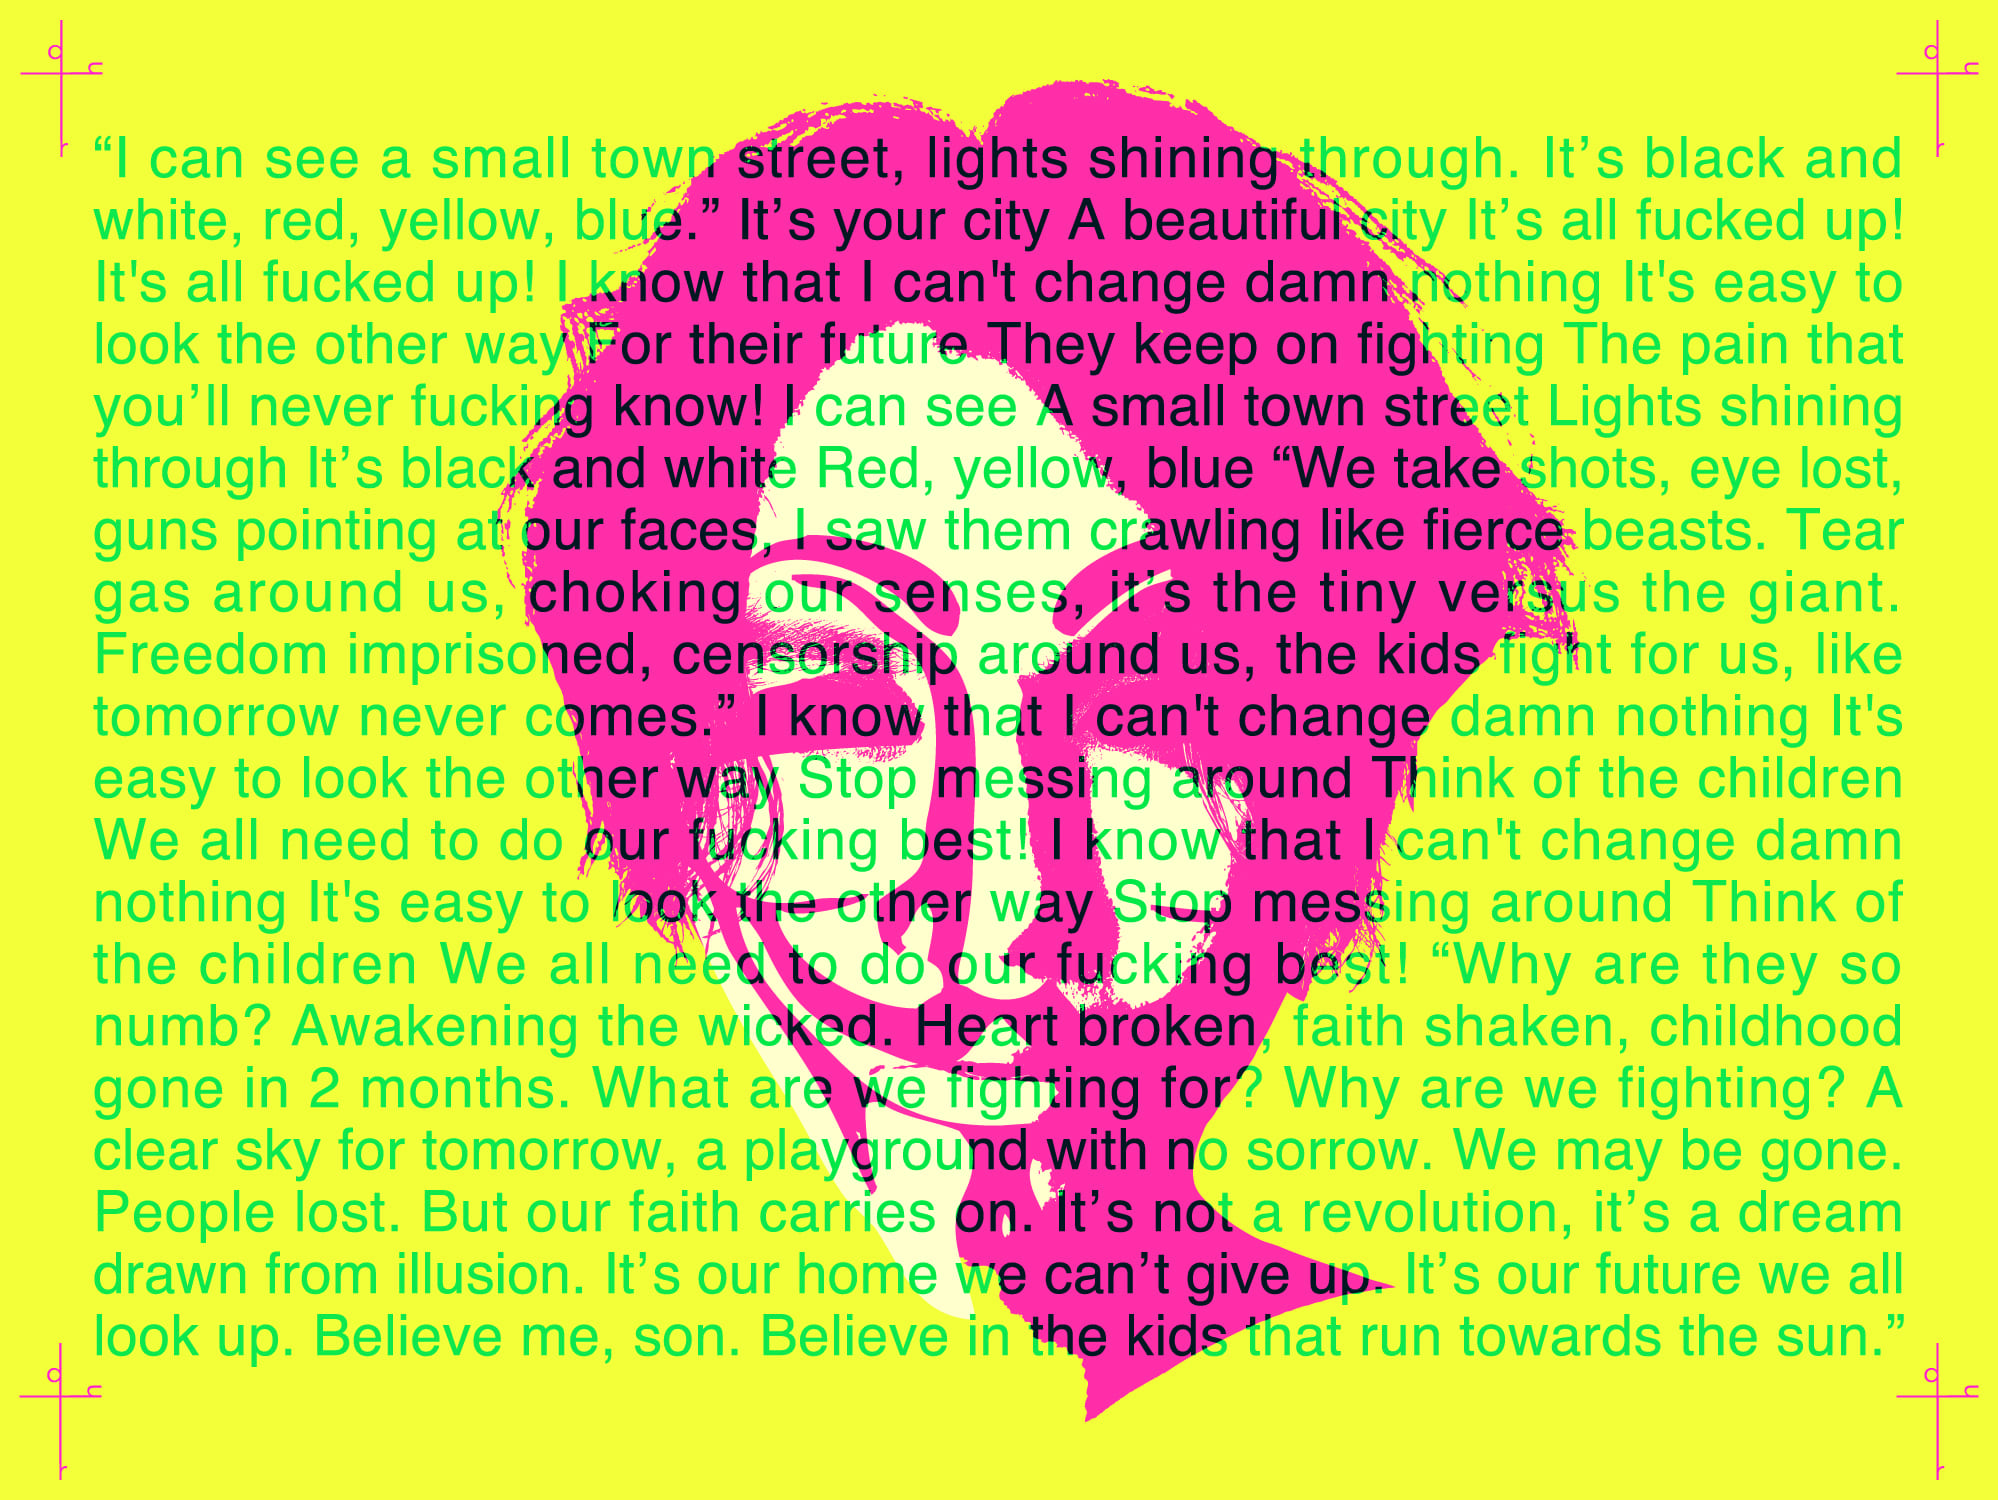 “I can see a small town street, lights shining through. It’s black and
white, red, yellow, blue.” It’s your city A beautiful city It’s all fucked up!
It's all fucked up! I know that I can't change damn nothing It's easy to
look the other way For their future They keep on fighting The pain that
you’ll never fucking know! I can see A small town street Lights shining
through It’s black and white Red, yellow, blue “We take shots, eye lost,
guns pointing at our faces, I saw them crawling like fierce beasts. Tear
gas around us, choking our senses, it’s the tiny versus the giant.
Freedom imprisoned, censorship around us, the kids fight for us, like
tomorrow never comes.” I know that I can't change damn nothing It's
easy to look the other way Stop messing around Think of the children
We all need to do our fucking best! I know that I can't change damn
nothing It's easy to look the other way Stop messing around Think of
the children We all need to do our fucking best! “Why are they so
numb? Awakening the wicked. Heart broken, faith shaken, childhood
gone in 2 months. What are we fighting for? Why are we fighting? A
clear sky for tomorrow, a playground with no sorrow. We may be gone.
People lost. But our faith carries on. It’s not a revolution, it’s a dream
drawn from illusion. It’s our home we can’t give up. It’s our future we all
look up. Believe me, son. Believe in the kids that run towards the sun.”